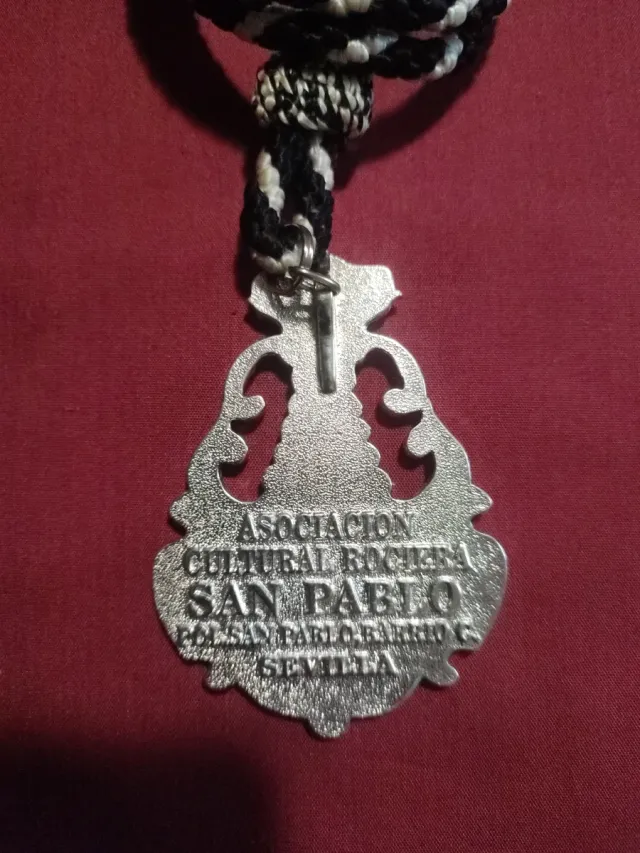 ASOCIACION
CULTURAL ROCIERA
SAN PABLO
POL. SAN PABLO. BARRIO C.
SEVILLA